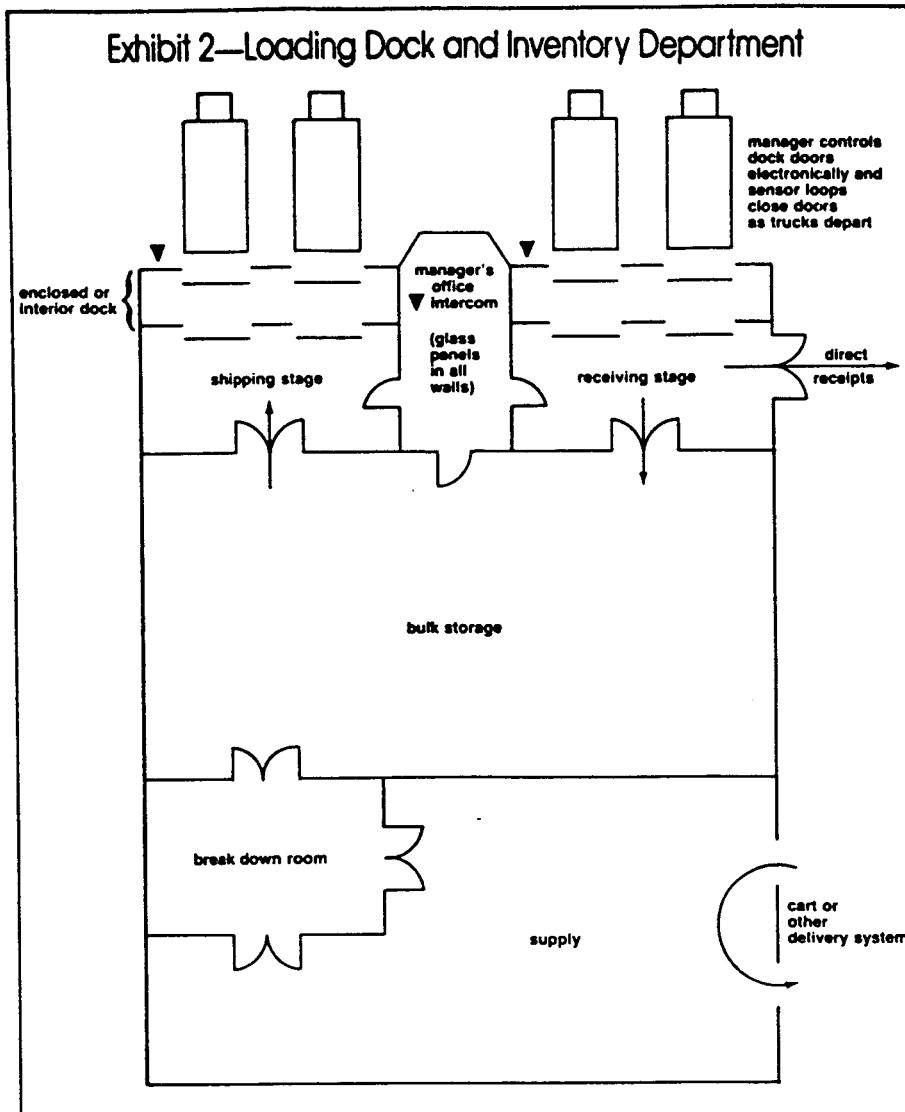 Exhibit 2—Loading Dock and Inventory Department
manager controls
dock doors
electronically and
sensor loops
close doors
as trucks depart
enclosed or
interior dock
manager's
office
intercom
(glass
panels
in all
walls)
shipping stage
receiving stage
direct
receipts
bulk storage
break down room
supply
cart or
other
delivery system